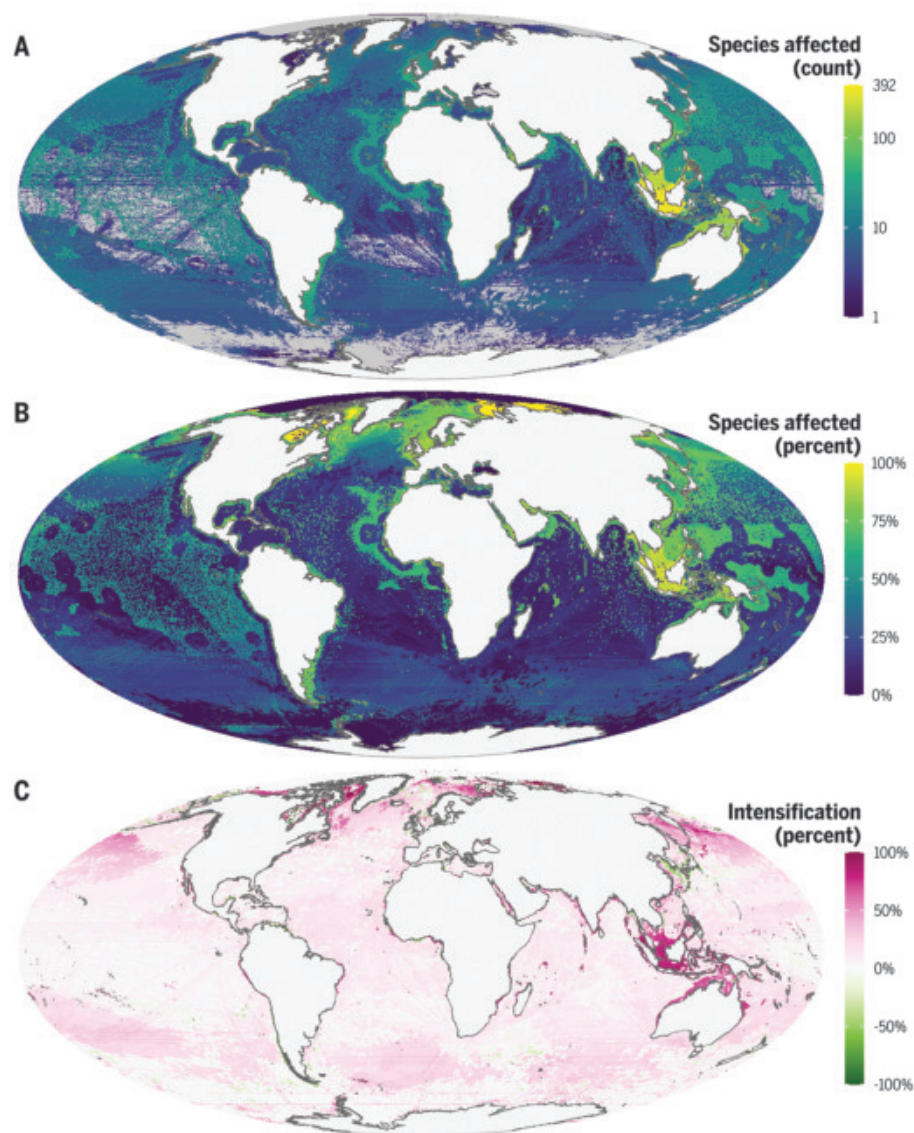 A
Species affected
(count)
392
100
10
1
B
Species affected
(percent)
100%
75%
50%
25%
0%
C
Intensification
(percent)
100%
50%
0%
-50%
-100%